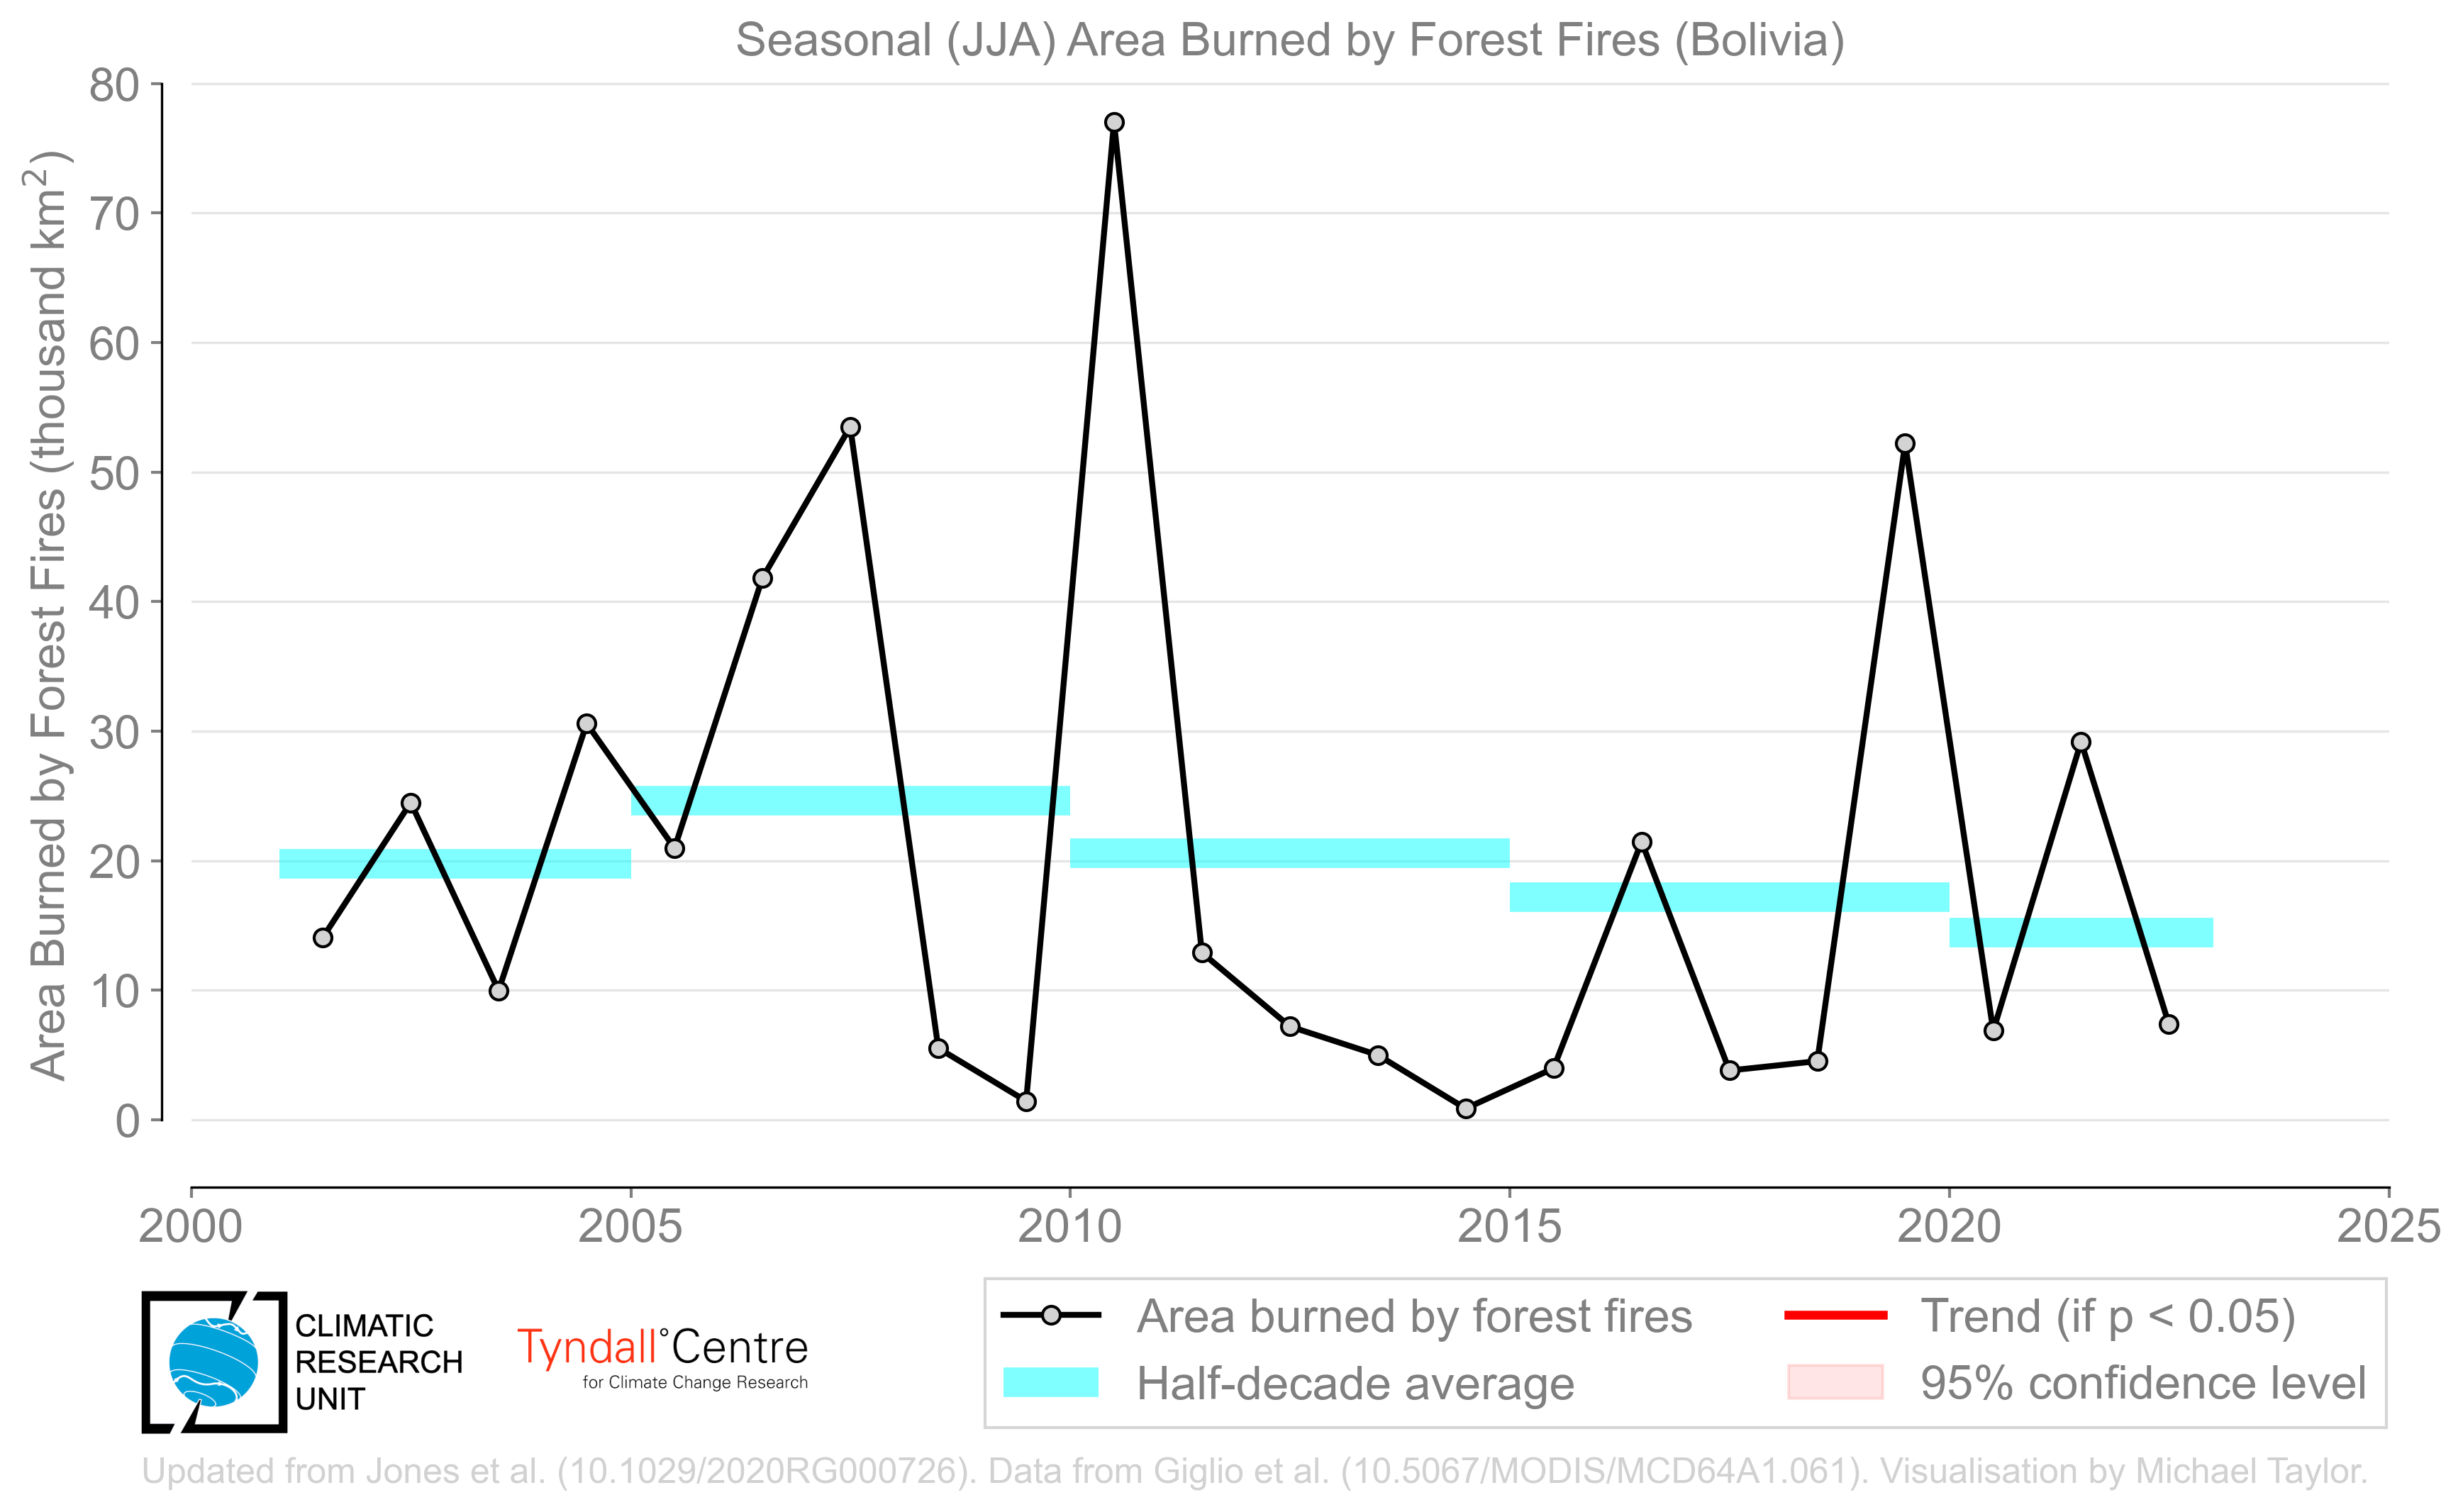 Seasonal (JJA) Area Burned by Forest Fires (Bolivia)
Area Burned by Forest Fires (thousand km²)
80
70
60
50
40
30
20
10
0
2000 2005 2010 2015 2020 2025
CLIMATIC
RESEARCH
UNIT
Tyndall°Centre
for Climate Change Research
Area burned by forest fires
Half-decade average
Trend (if p < 0.05)
95% confidence level
Updated from Jones et al. (10.1029/2020RG000726). Data from Giglio et al. (10.5067/MODIS/MCD64A1.061). Visualisation by Michael Taylor.